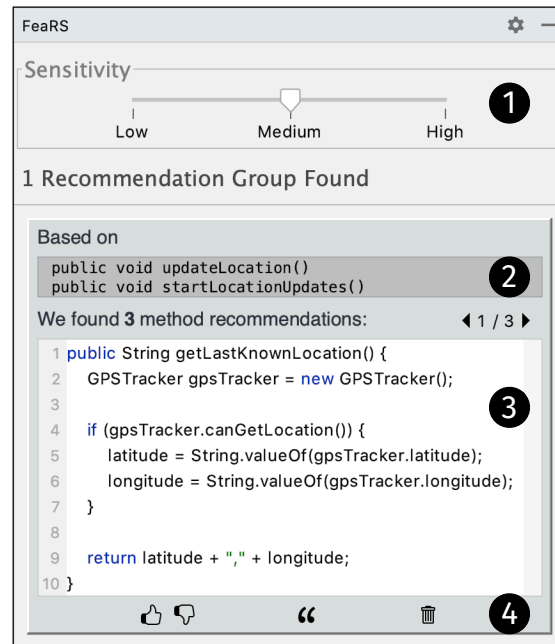 FeaRS
Sensitivity
1
Low Medium High
1 Recommendation Group Found
Based on
public void updateLocation()
public void startLocationUpdates()
2
We found 3 method recommendations: 1 / 3
1 public String getLastKnownLocation() {
2 GPSTracker gpsTracker = new GPSTracker();
3
3
4 if (gpsTracker.canGetLocation()) {
5 latitude = String.valueOf(gpsTracker.latitude);
6 longitude = String.valueOf(gpsTracker.longitude);
7 }
8
9 return latitude + "," + longitude;
10 }
4